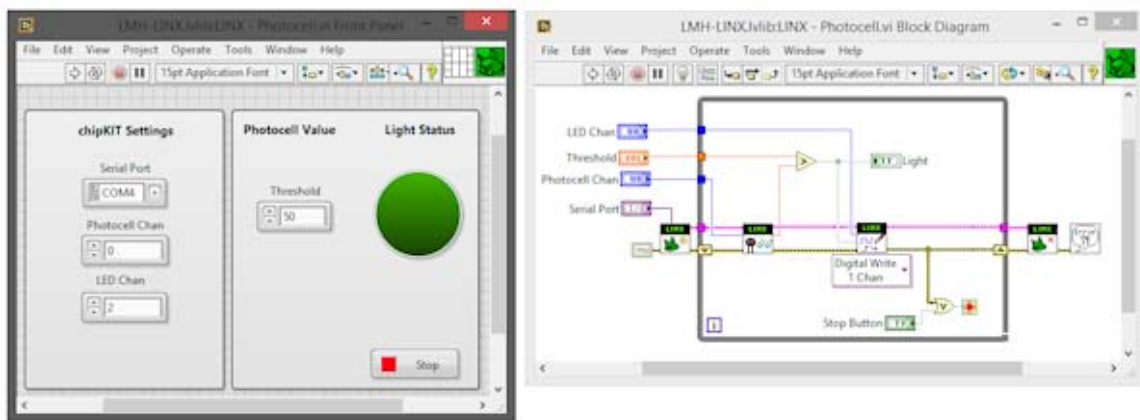 LMH-LINX.lvlib:LINX - Photocell.vi Front Panel
File Edit View Project Operate Tools Window Help
15pt Application Font
chipKIT Settings
Serial Port
COM4
Photocell Chan
0
LED Chan
2
Photocell Value
Light Status
Threshold
50
Stop
LMH-LINX.lvlib:LINX - Photocell.vi Block Diagram
File Edit View Project Operate Tools Window Help
15pt Application Font
LED Chan
Threshold
Photocell Chan
Serial Port
Light
LINX
LINX
LINX
LINX
Digital Write
1 Chan
Stop Button
i